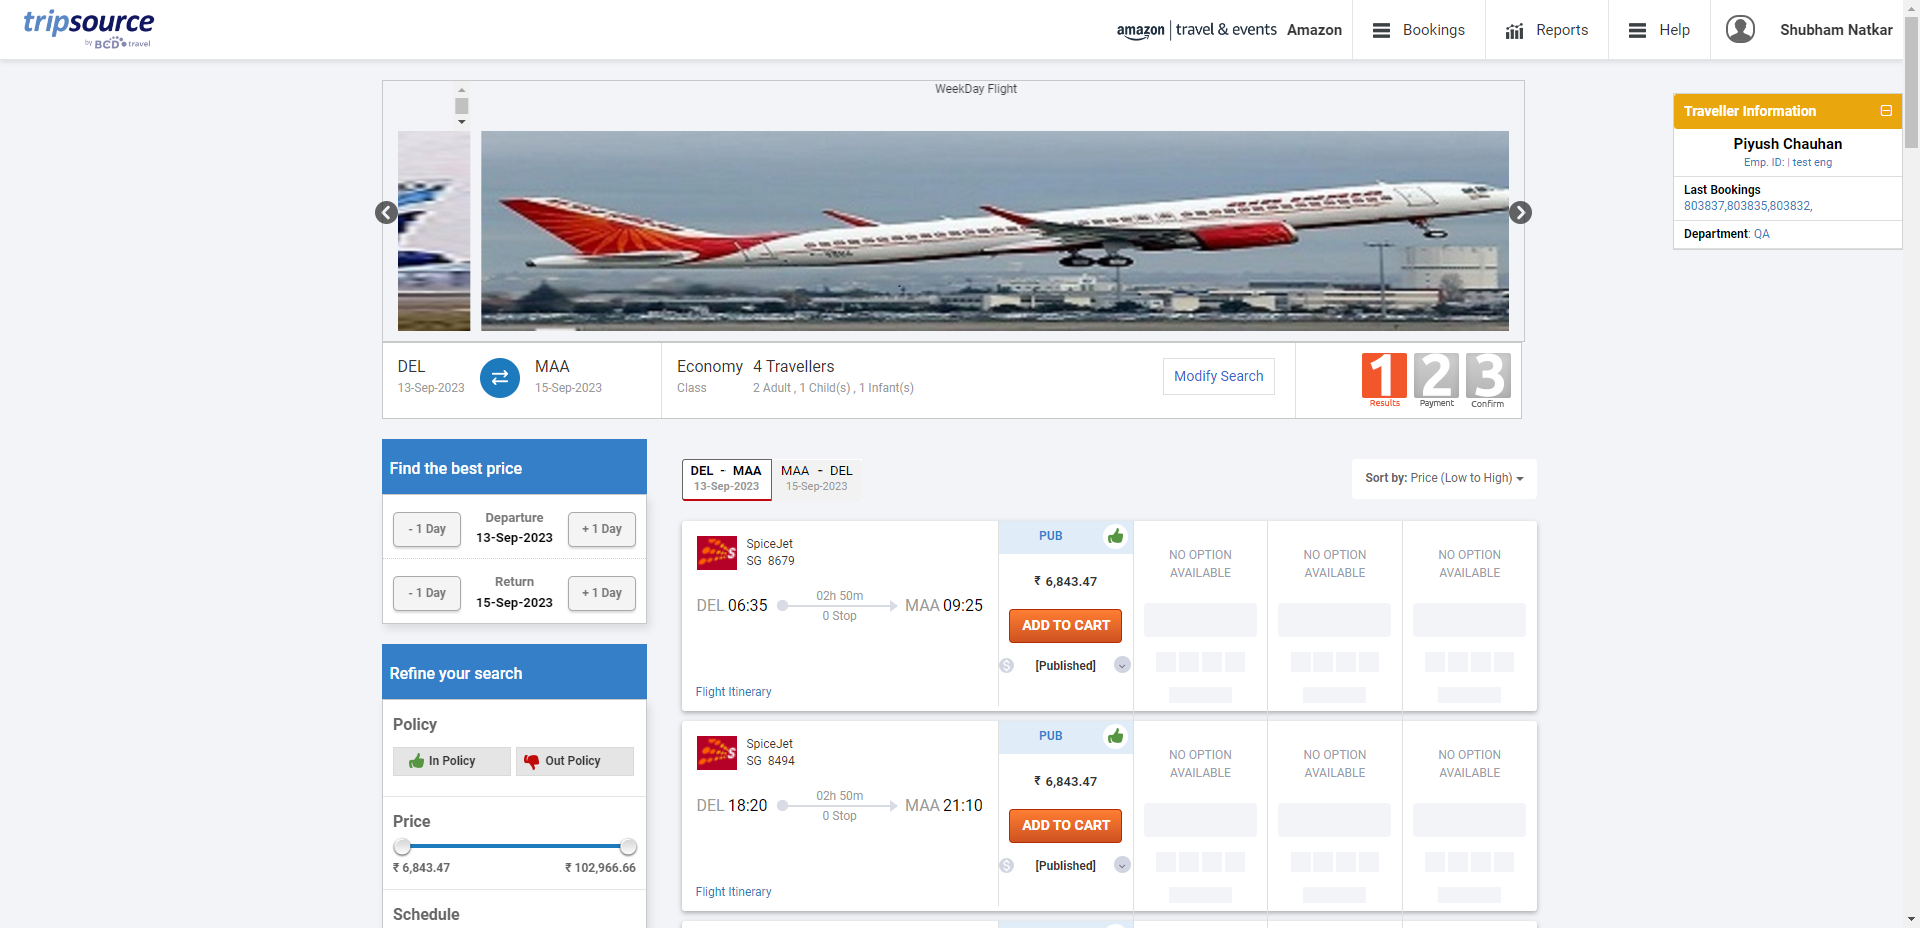 tripsource
by BCD travel
amazon | travel & events Amazon
Bookings
Reports
Help
Shubham Natkar
WeekDay Flight
AIR INDIA
Traveller Information
Piyush Chauhan
Emp. ID: | test eng
Last Bookings
803837,803835,803832,
Department: QA
DEL
13-Sep-2023
MAA
15-Sep-2023
Economy 4 Travellers
Class 2 Adult , 1 Child(s) , 1 Infant(s)
Modify Search
1 2 3
Results Payment Confirm
Find the best price
Departure
- 1 Day 13-Sep-2023 + 1 Day
Return
- 1 Day 15-Sep-2023 + 1 Day
Refine your search
Policy
In Policy Out Policy
Price
₹ 6,843.47 ₹ 102,966.66
Schedule
DEL - MAA
13-Sep-2023
MAA - DEL
15-Sep-2023
Sort by: Price (Low to High)
S
SpiceJet
SG 8679
DEL 06:35
02h 50m
0 Stop
MAA 09:25
Flight Itinerary
PUB
₹ 6,843.47
ADD TO CART
$ [Published]
NO OPTION
AVAILABLE
NO OPTION
AVAILABLE
NO OPTION
AVAILABLE
S
SpiceJet
SG 8494
DEL 18:20
02h 50m
0 Stop
MAA 21:10
Flight Itinerary
PUB
₹ 6,843.47
ADD TO CART
$ [Published]
NO OPTION
AVAILABLE
NO OPTION
AVAILABLE
NO OPTION
AVAILABLE